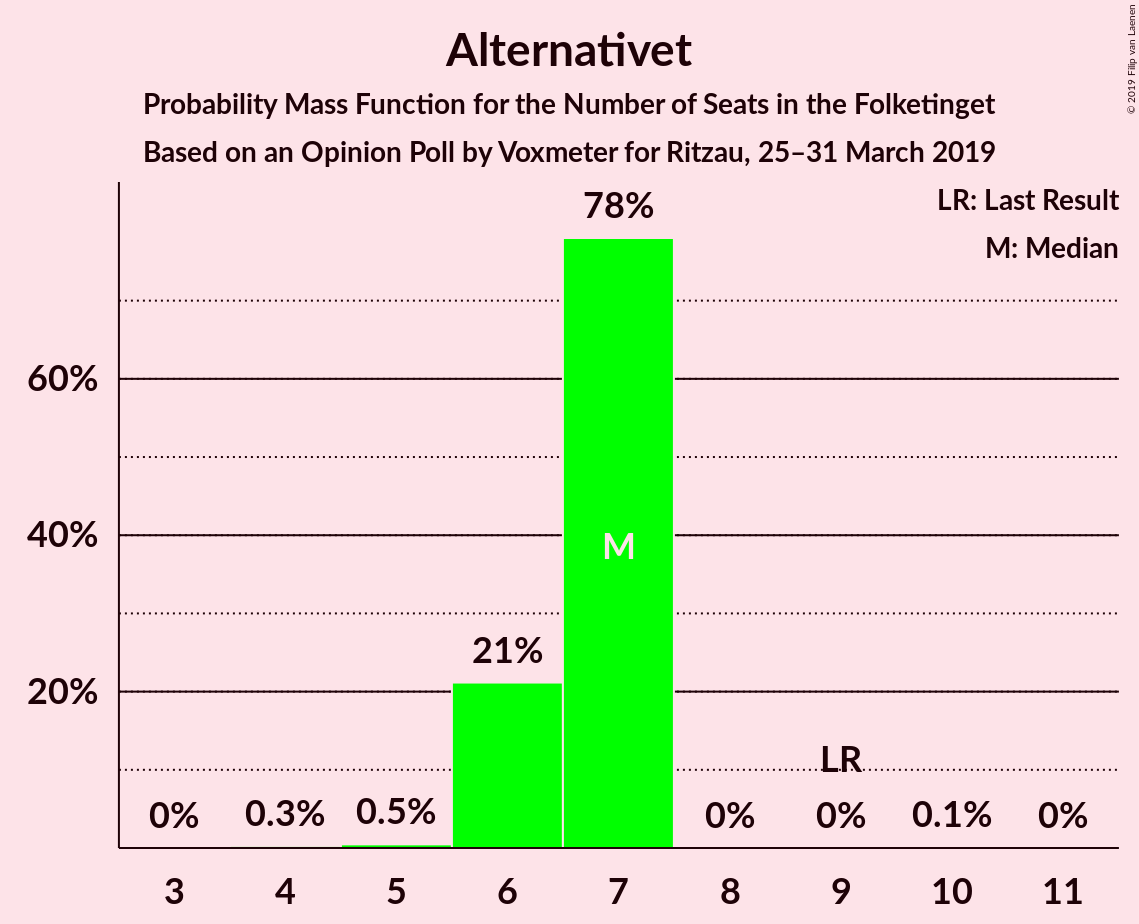 Alternativet
Probability Mass Function for the Number of Seats in the Folketinget
Based on an Opinion Poll by Voxmeter for Ritzau, 25–31 March 2019
© 2019 Filip van Laenen
LR: Last Result
M: Median
78%
60%
40%
M
21%
20%
LR
0% 0.3% 0.5% 0% 0% 0.1% 0%
3 4 5 6 7 8 9 10 11